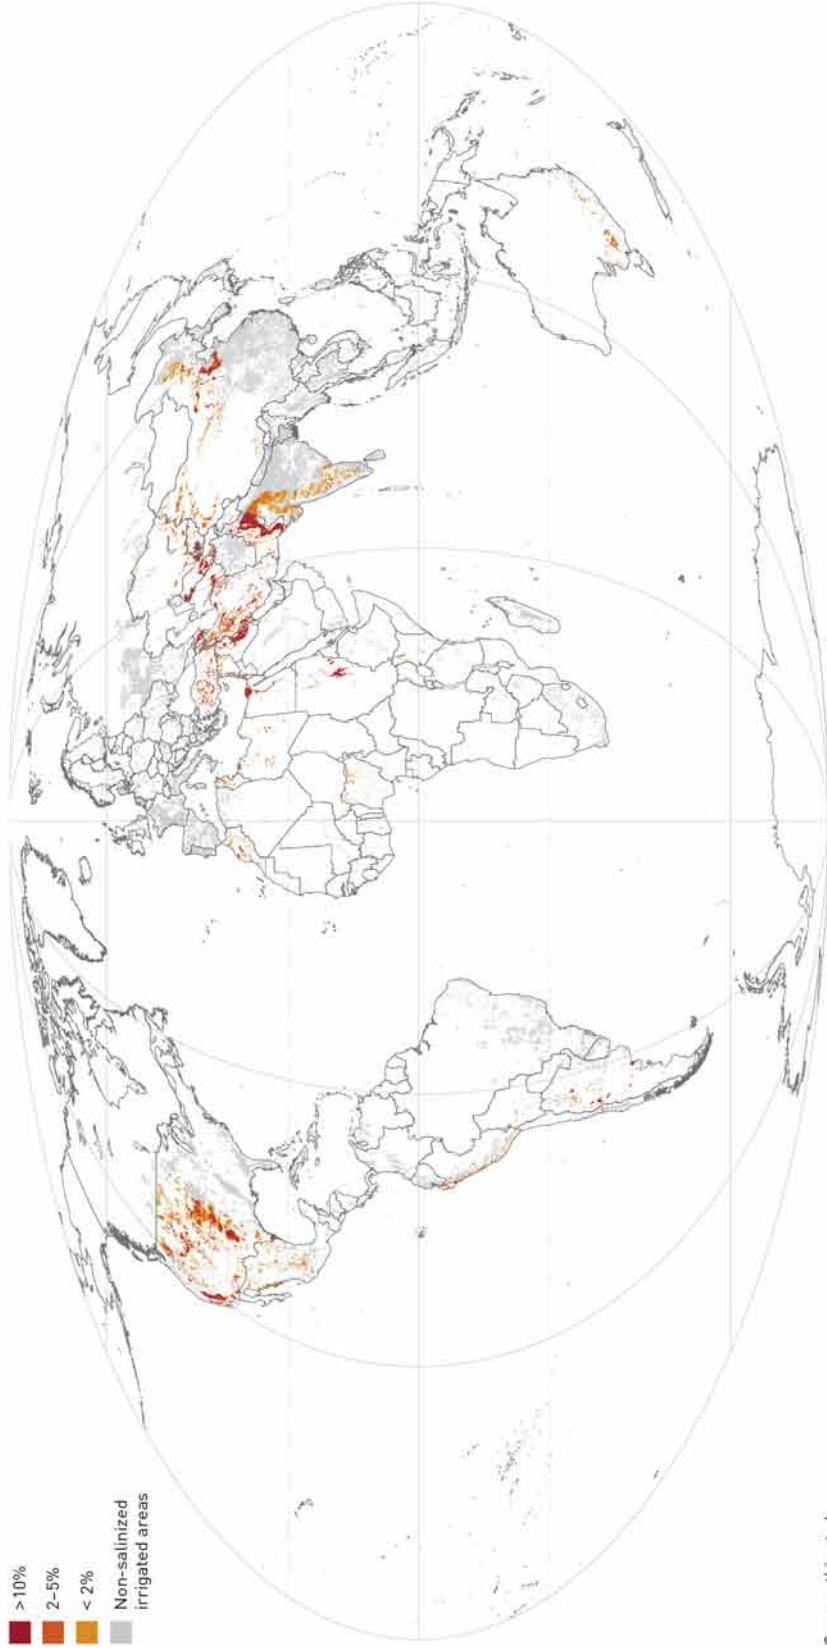 >10%
2–5%
< 2%
Non-salinized
irrigated areas